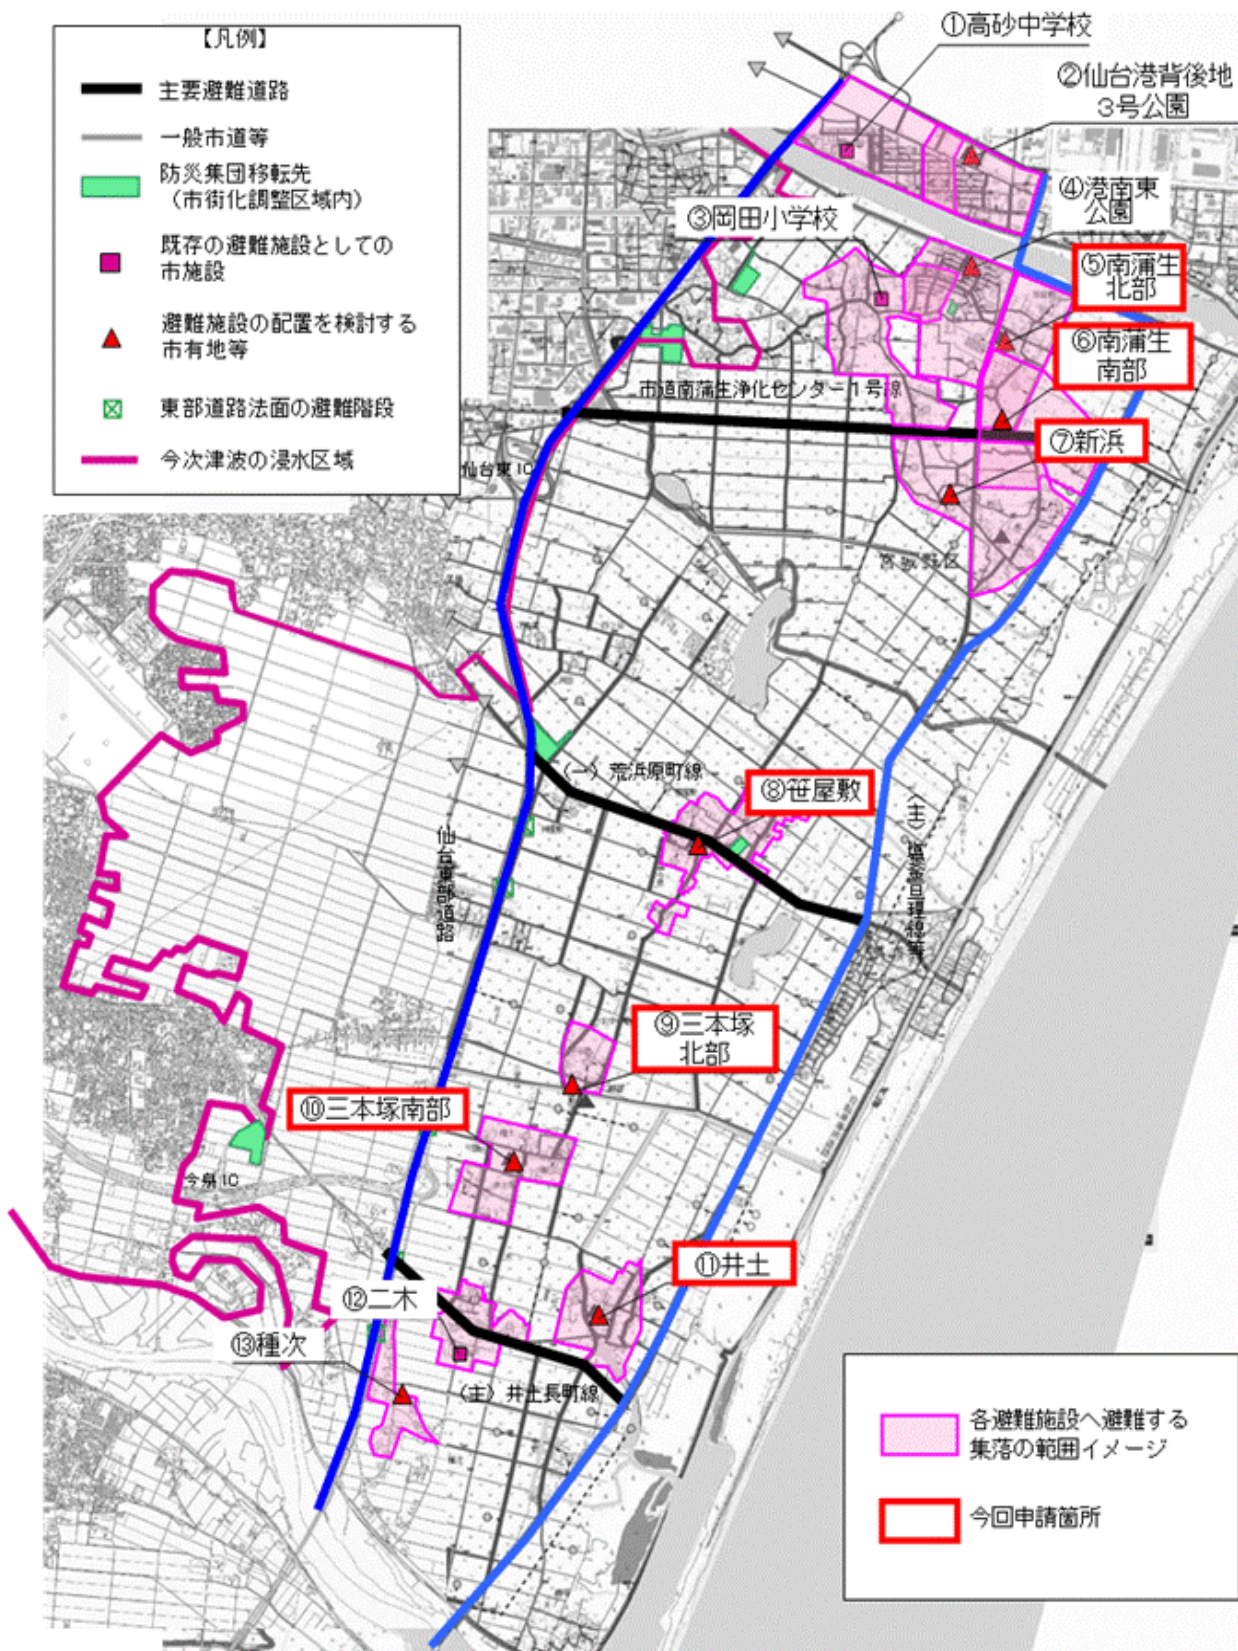 【凡例】
主要避難道路
一般市道等
防災集団移転先
（市街化調整区域内）
既存の避難施設としての
市施設
避難施設の配置を検討する
市有地等
東部道路法面の避難階段
今次津波の浸水区域
①高砂中学校
②仙台港背後地
3号公園
③岡田小学校
④港南東
公園
⑤南蒲生
北部
⑥南蒲生
南部
市道南蒲生浄化センター1号線
⑦新浜
仙台東IC
宮城野区
（一）荒浜原町線
⑧笹屋敷
（主）塩釜亘理線等
仙台東部道路
⑨三本塚
北部
⑩三本塚南部
今泉IC
⑪井土
⑫二木
⑬種次
（主）井土長町線
各避難施設へ避難する
集落の範囲イメージ
今回申請箇所